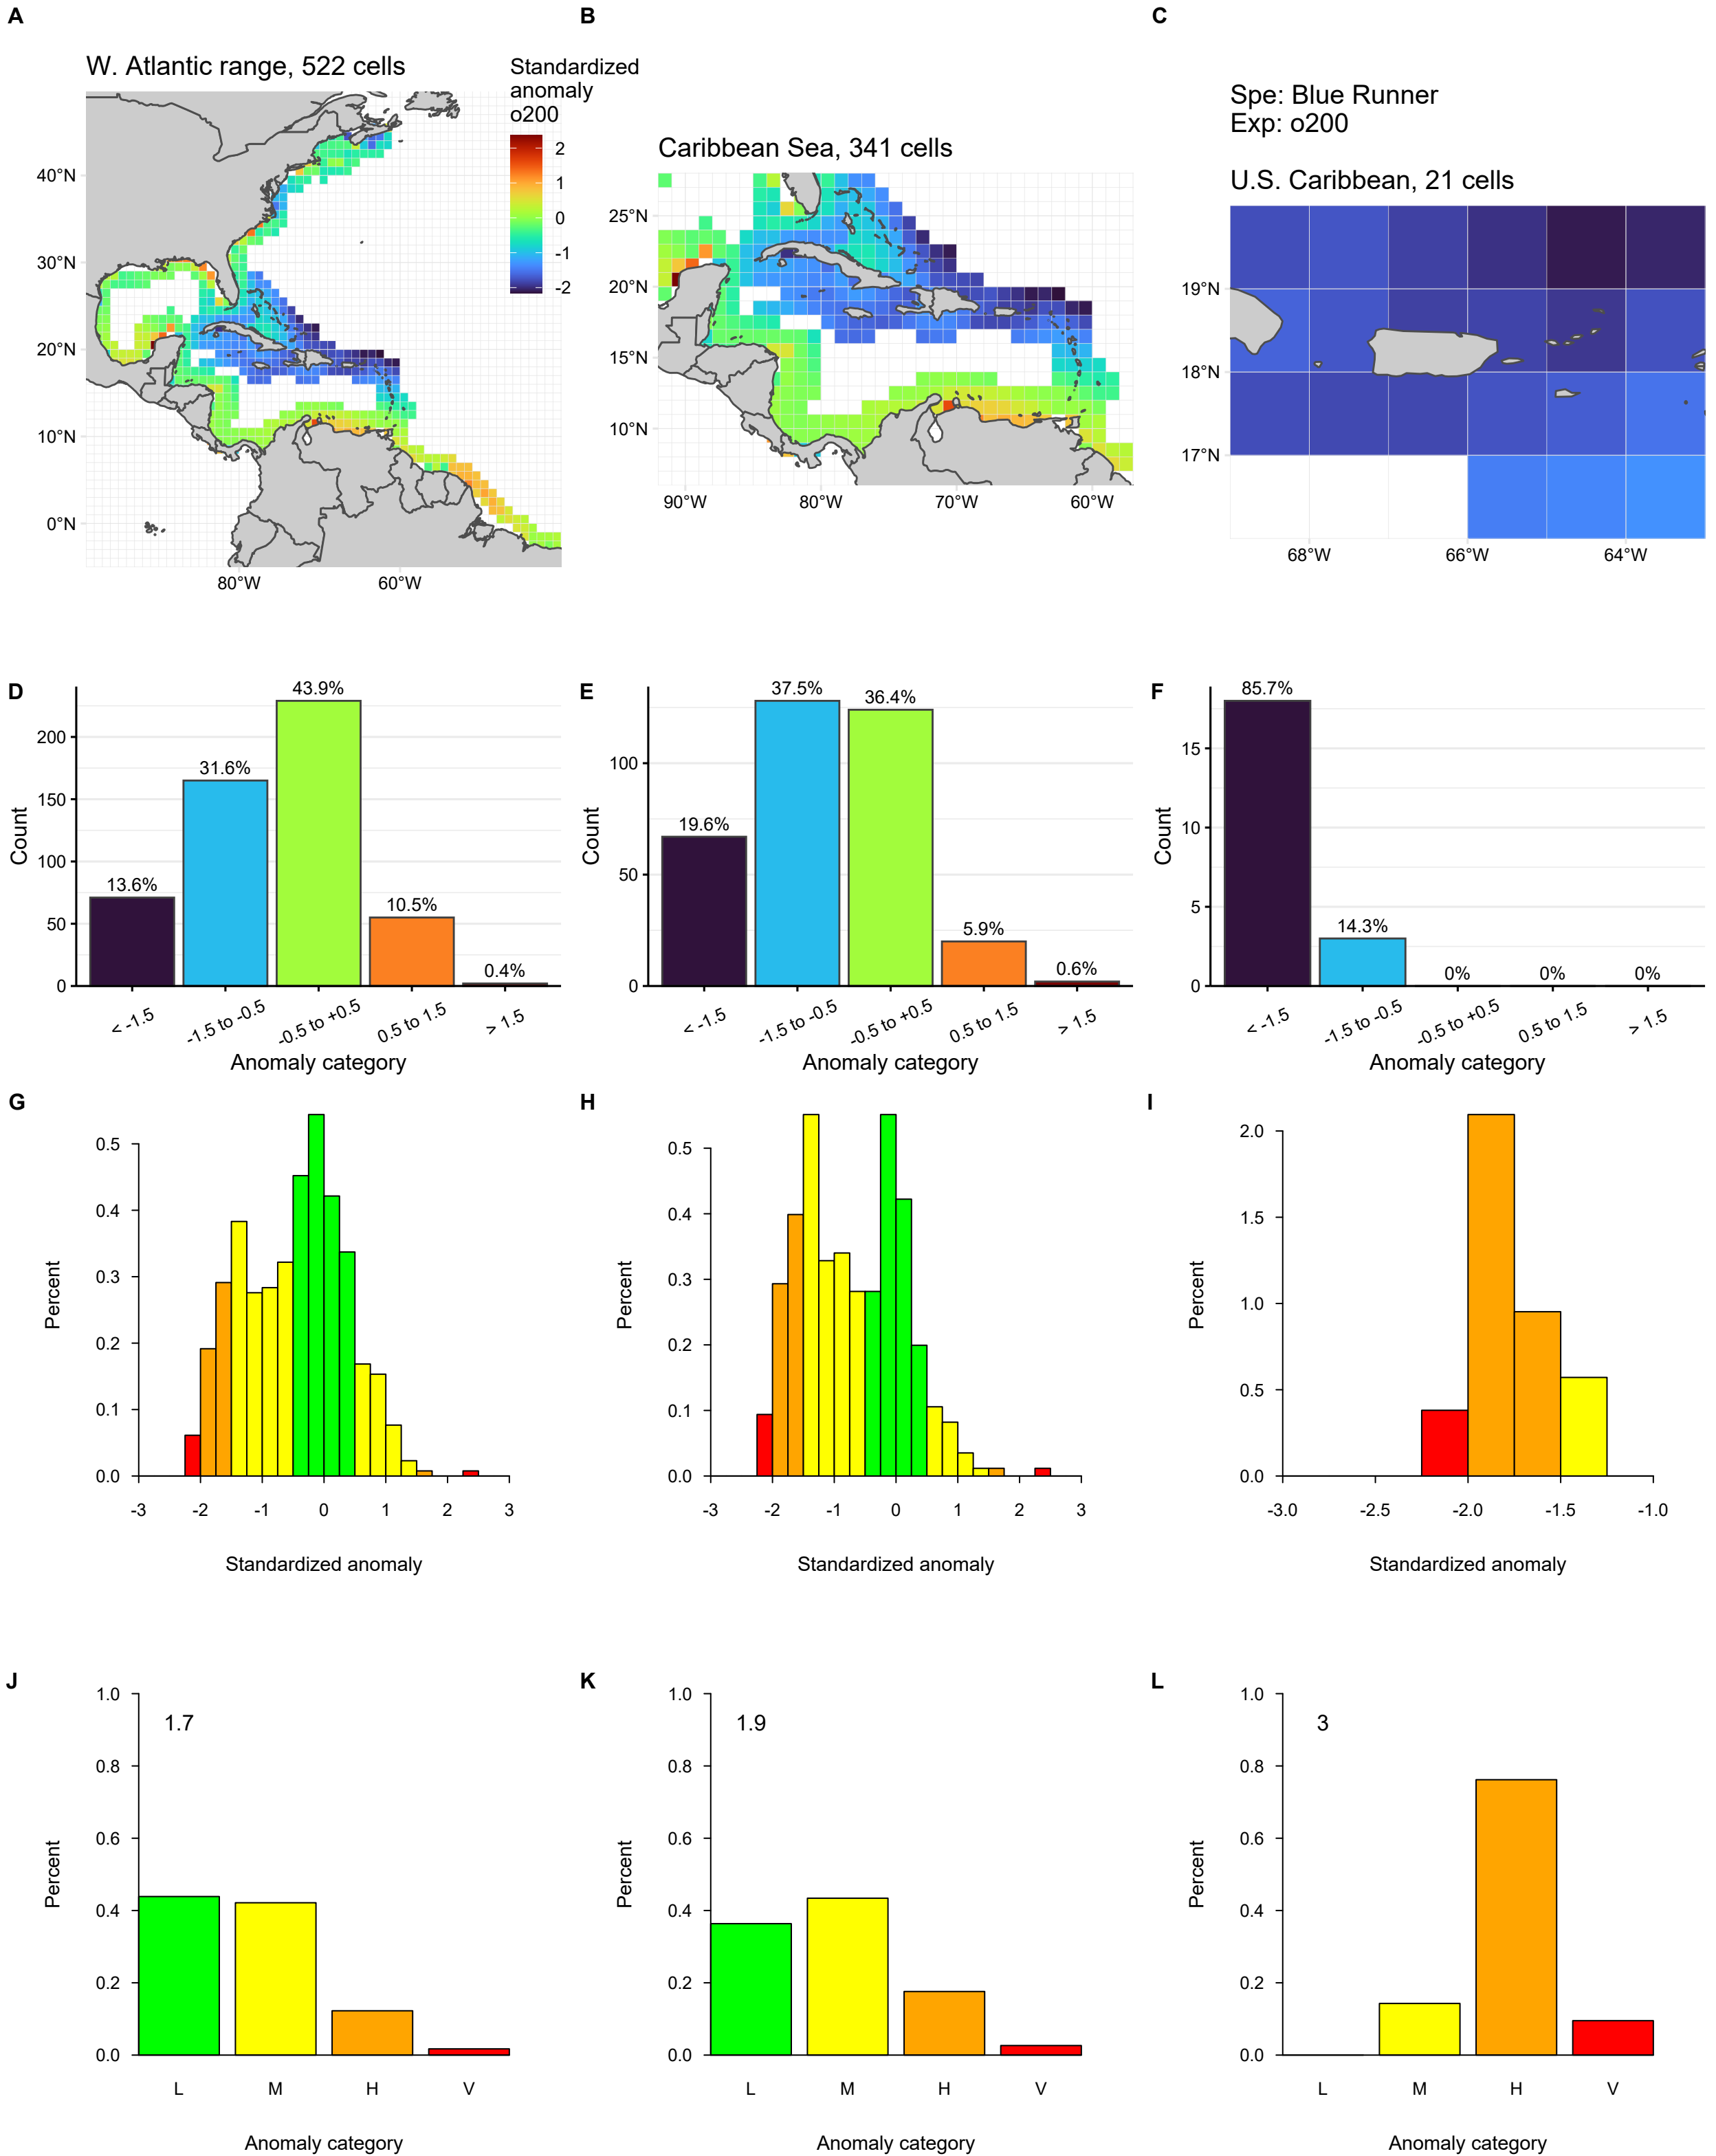 A
B
C
W. Atlantic range, 522 cells
Standardized
anomaly
o200
2
1
0
-1
-2
40°N
30°N
20°N
10°N
0°N
80°W
60°W
Caribbean Sea, 341 cells
25°N
20°N
15°N
10°N
90°W
80°W
70°W
60°W
Spe: Blue Runner
Exp: o200
U.S. Caribbean, 21 cells
19°N
18°N
17°N
68°W
66°W
64°W
D
Count
200
150
100
50
0
13.6%
31.6%
43.9%
10.5%
0.4%
< -1.5
-1.5 to -0.5
-0.5 to +0.5
0.5 to 1.5
> 1.5
Anomaly category
E
Count
100
50
0
19.6%
37.5%
36.4%
5.9%
0.6%
< -1.5
-1.5 to -0.5
-0.5 to +0.5
0.5 to 1.5
> 1.5
Anomaly category
F
Count
15
10
5
0
85.7%
14.3%
0%
0%
0%
< -1.5
-1.5 to -0.5
-0.5 to +0.5
0.5 to 1.5
> 1.5
Anomaly category
G
Percent
0.5
0.4
0.3
0.2
0.1
0.0
-3
-2
-1
0
1
2
3
Standardized anomaly
H
Percent
0.5
0.4
0.3
0.2
0.1
0.0
-3
-2
-1
0
1
2
3
Standardized anomaly
I
Percent
2.0
1.5
1.0
0.5
0.0
-3.0
-2.5
-2.0
-1.5
-1.0
Standardized anomaly
J
1.7
Percent
1.0
0.8
0.6
0.4
0.2
0.0
L
M
H
V
Anomaly category
K
1.9
Percent
1.0
0.8
0.6
0.4
0.2
0.0
L
M
H
V
Anomaly category
L
3
Percent
1.0
0.8
0.6
0.4
0.2
0.0
L
M
H
V
Anomaly category